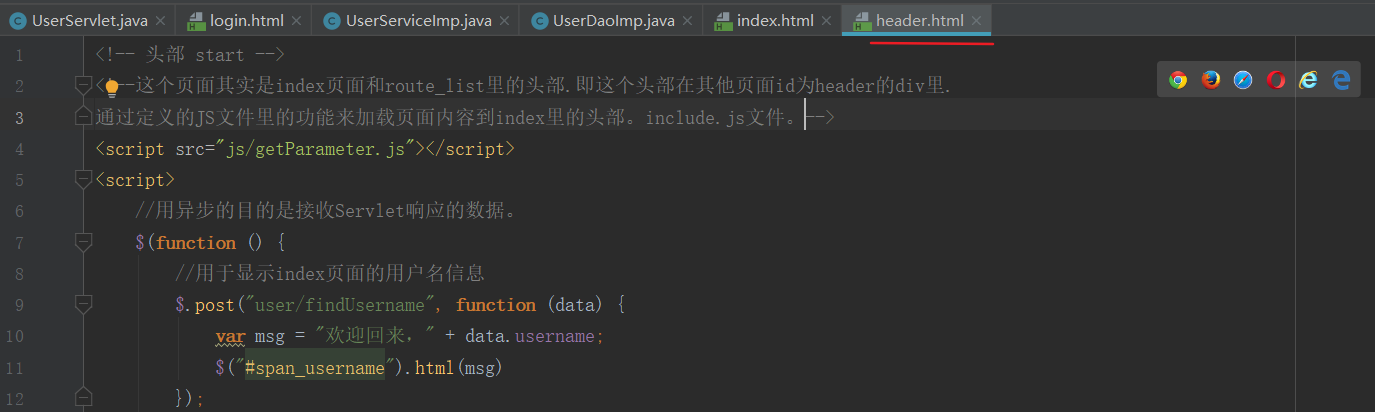 UserServlet.java
login.html
UserServiceImp.java
UserDaoImp.java
index.html
header.html
1 <!-- 头部 start -->
2 <!--这个页面其实是index页面和route_list里的头部.即这个头部在其他页面id为header的div里.
3 通过定义的JS文件里的功能来加载页面内容到index里的头部。include.js文件。-->
4 <script src="js/getParameter.js"></script>
5 <script>
6 //用异步的目的是接收Servlet响应的数据。
7 $(function () {
8 //用于显示index页面的用户名信息
9 $.post("user/findUsername", function (data) {
10 var msg = "欢迎回来，" + data.username;
11 $("#span_username").html(msg)
12 });